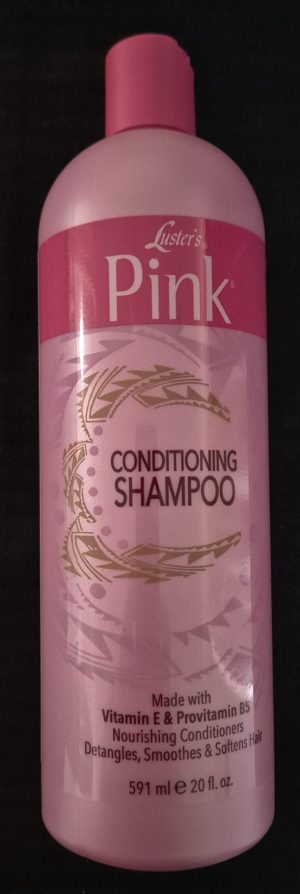 Luster's®
Pink®
CONDITIONING
SHAMPOO
Made with
Vitamin E & Provitamin B5
Nourishing Conditioners
Detangles, Smoothes & Softens Hair
591 ml ℮ 20 fl. oz.